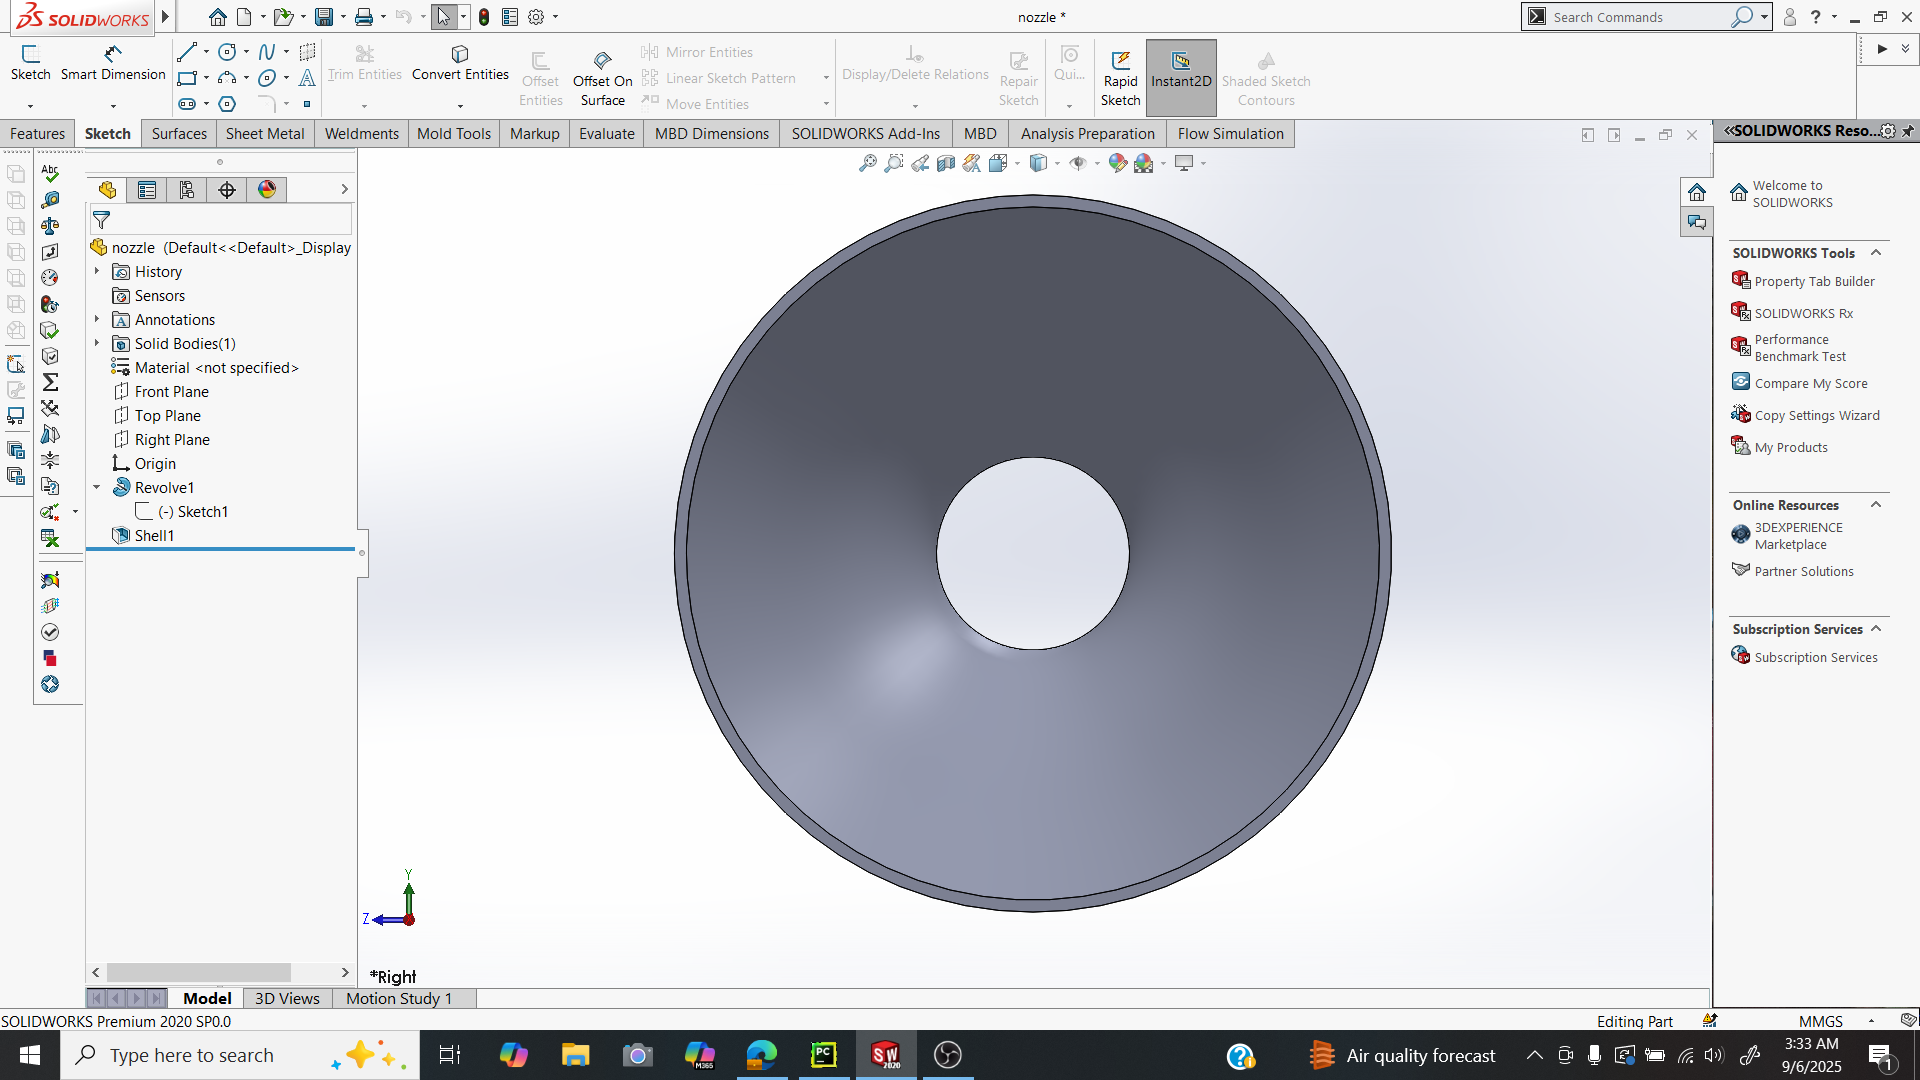 SOLIDWORKS
nozzle *
Search Commands
?
Sketch
Smart Dimension
Trim Entities
Convert Entities
Offset Entities
Offset On Surface
Mirror Entities
Linear Sketch Pattern
Move Entities
Display/Delete Relations
Repair Sketch
Qui...
Rapid Sketch
Instant2D
Shaded Sketch Contours
Features
Sketch
Surfaces
Sheet Metal
Weldments
Mold Tools
Markup
Evaluate
MBD Dimensions
SOLIDWORKS Add-Ins
MBD
Analysis Preparation
Flow Simulation
SOLIDWORKS Reso...
Abc
nozzle (Default<<Default>_Display
History
Sensors
Annotations
Solid Bodies(1)
Material <not specified>
Front Plane
Top Plane
Right Plane
Origin
Revolve1
(-) Sketch1
Shell1
Welcome to
SOLIDWORKS
SOLIDWORKS Tools
Property Tab Builder
SOLIDWORKS Rx
Performance
Benchmark Test
Compare My Score
Copy Settings Wizard
My Products
Online Resources
3DEXPERIENCE
Marketplace
Partner Solutions
Subscription Services
Subscription Services
Y
Z
*Right
Model
3D Views
Motion Study 1
SOLIDWORKS Premium 2020 SP0.0
Editing Part
MMGS
Type here to search
M365
PC
SW
2020
Air quality forecast
3:33 AM
9/6/2025
1